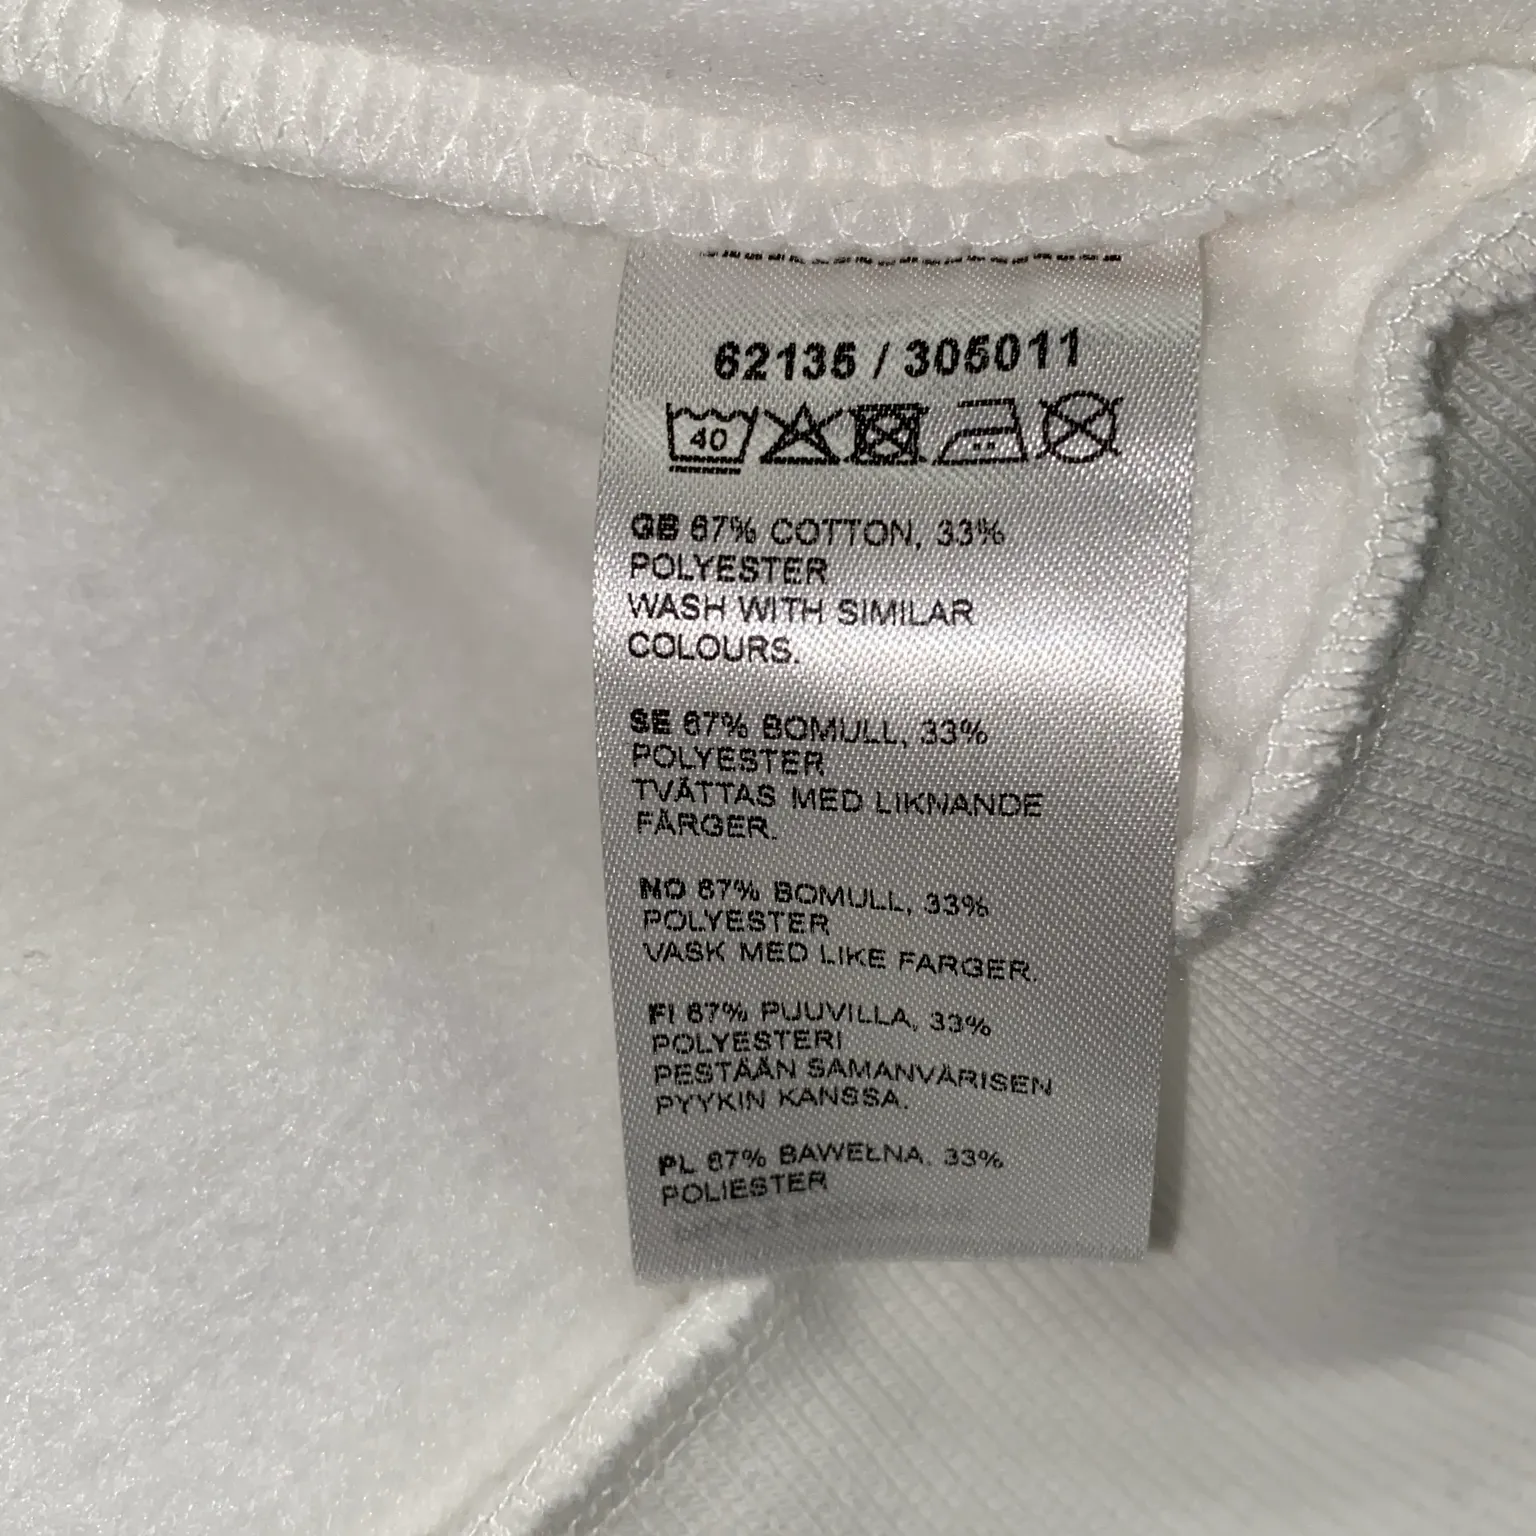 62135 / 305011
40
GB 67% COTTON, 33%
POLYESTER
WASH WITH SIMILAR
COLOURS.
SE 67% BOMULL, 33%
POLYESTER
TVÄTTAS MED LIKNANDE
FÄRGER.
NO 67% BOMULL, 33%
POLYESTER
VASK MED LIKE FARGER.
FI 67% PUUVILLA, 33%
POLYESTERI
PESTÄÄN SAMANVÄRISEN
PYYKIN KANSSA.
PL 67% BAWEŁNA, 33%
POLIESTER